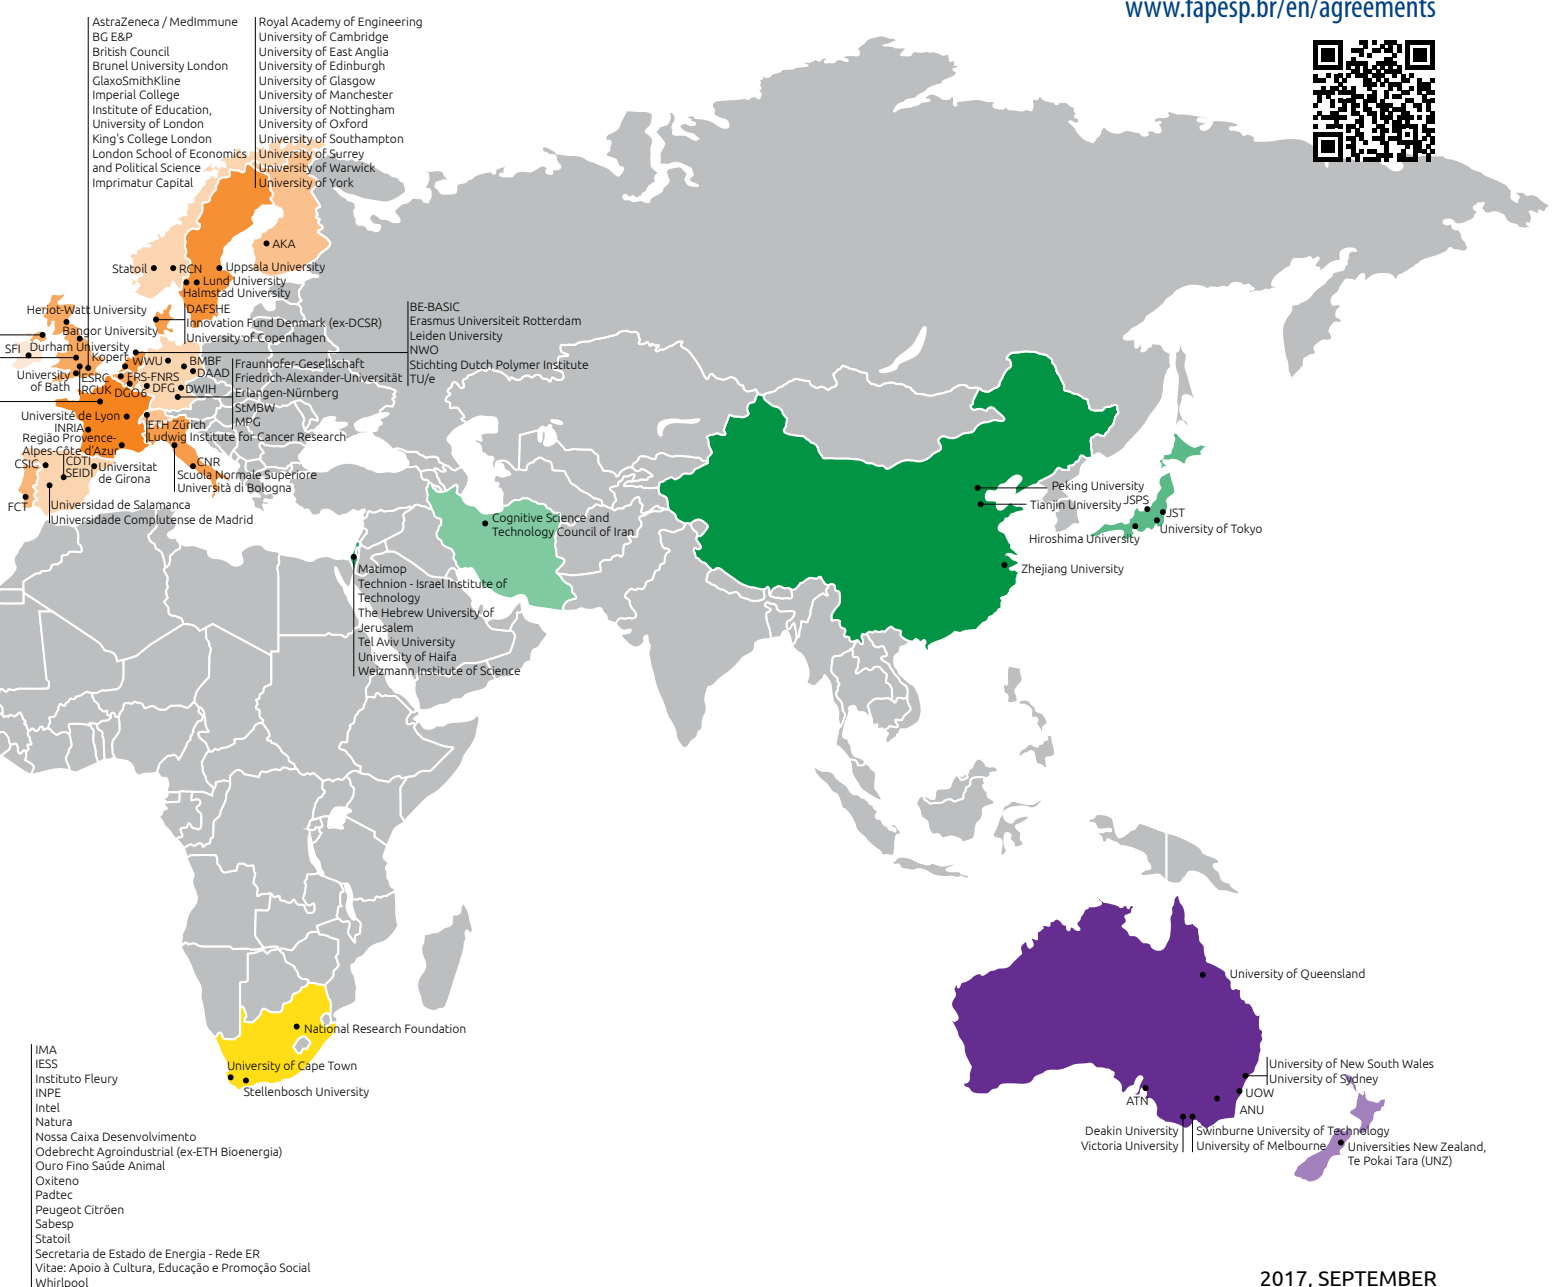 www.fapesp.br/en/agreements
AstraZeneca / MedImmune
BG E&P
British Council
Brunel University London
GlaxoSmithKline
Imperial College
Institute of Education,
University of London
King's College London
London School of Economics
and Political Science
Imprimatur Capital
Royal Academy of Engineering
University of Cambridge
University of East Anglia
University of Edinburgh
University of Glasgow
University of Manchester
University of Nottingham
University of Oxford
University of Southampton
University of Surrey
University of Warwick
University of York
AKA
Statoil
RCN
Uppsala University
Lund University
Halmstad University
Heriot-Watt University
DAFSHE
Innovation Fund Denmark (ex-DCSR)
University of Copenhagen
Bangor University
SFI
Durham University
Kopert
WWU
BMBF
DAAD
University
of Bath
ESRC
RCUK
FRS-FNRS
DGO6
DFG
DWIH
BE-BASIC
Erasmus Universiteit Rotterdam
Leiden University
NWO
Stichting Dutch Polymer Institute
TU/e
Fraunhofer-Gesellschaft
Friedrich-Alexander-Universität
Erlangen-Nürnberg
StMBW
MPG
Université de Lyon
INRIA
ETH Zürich
Ludwig Institute for Cancer Research
Região Provence-
Alpes-Côte d'Azur
CSIC
CDTI
SEIDI
Universitat
de Girona
CNR
Scuola Normale Superiore
Università di Bologna
FCT
Universidad de Salamanca
Universidade Complutense de Madrid
Cognitive Science and
Technology Council of Iran
Matimop
Technion - Israel Institute of
Technology
The Hebrew University of
Jerusalem
Tel Aviv University
University of Haifa
Weizmann Institute of Science
Peking University
Tianjin University
JSPS
JST
University of Tokyo
Hiroshima University
Zhejiang University
University of Queensland
National Research Foundation
University of Cape Town
Stellenbosch University
University of New South Wales
University of Sydney
UOW
ANU
ATN
Deakin University
Victoria University
Swinburne University of Technology
University of Melbourne
Universities New Zealand,
Te Pokai Tara (UNZ)
IMA
IESS
Instituto Fleury
INPE
Intel
Natura
Nossa Caixa Desenvolvimento
Odebrecht Agroindustrial (ex-ETH Bioenergia)
Ouro Fino Saúde Animal
Oxiteno
Padtec
Peugeot Citröen
Sabesp
Statoil
Secretaria de Estado de Energia - Rede ER
Vitae: Apoio à Cultura, Educação e Promoção Social
Whirlpool
2017, SEPTEMBER